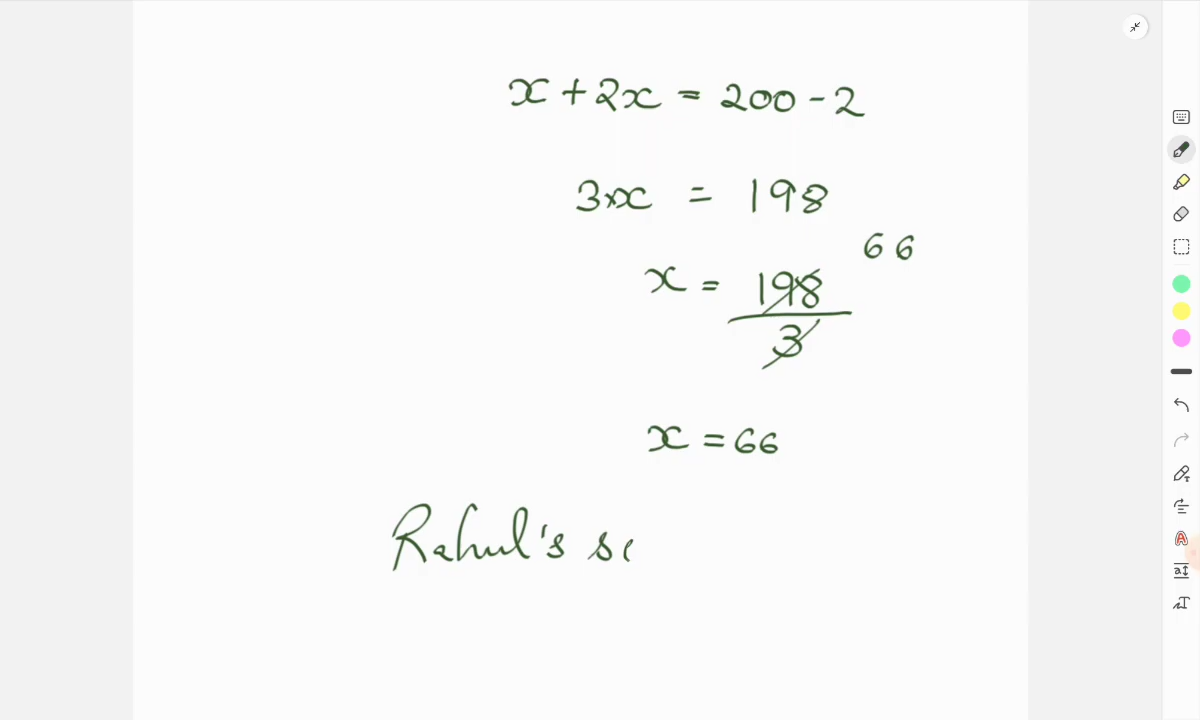 x + 2x = 200 - 2
3x = 198
66
x = 198
3
x = 66
Rahul's